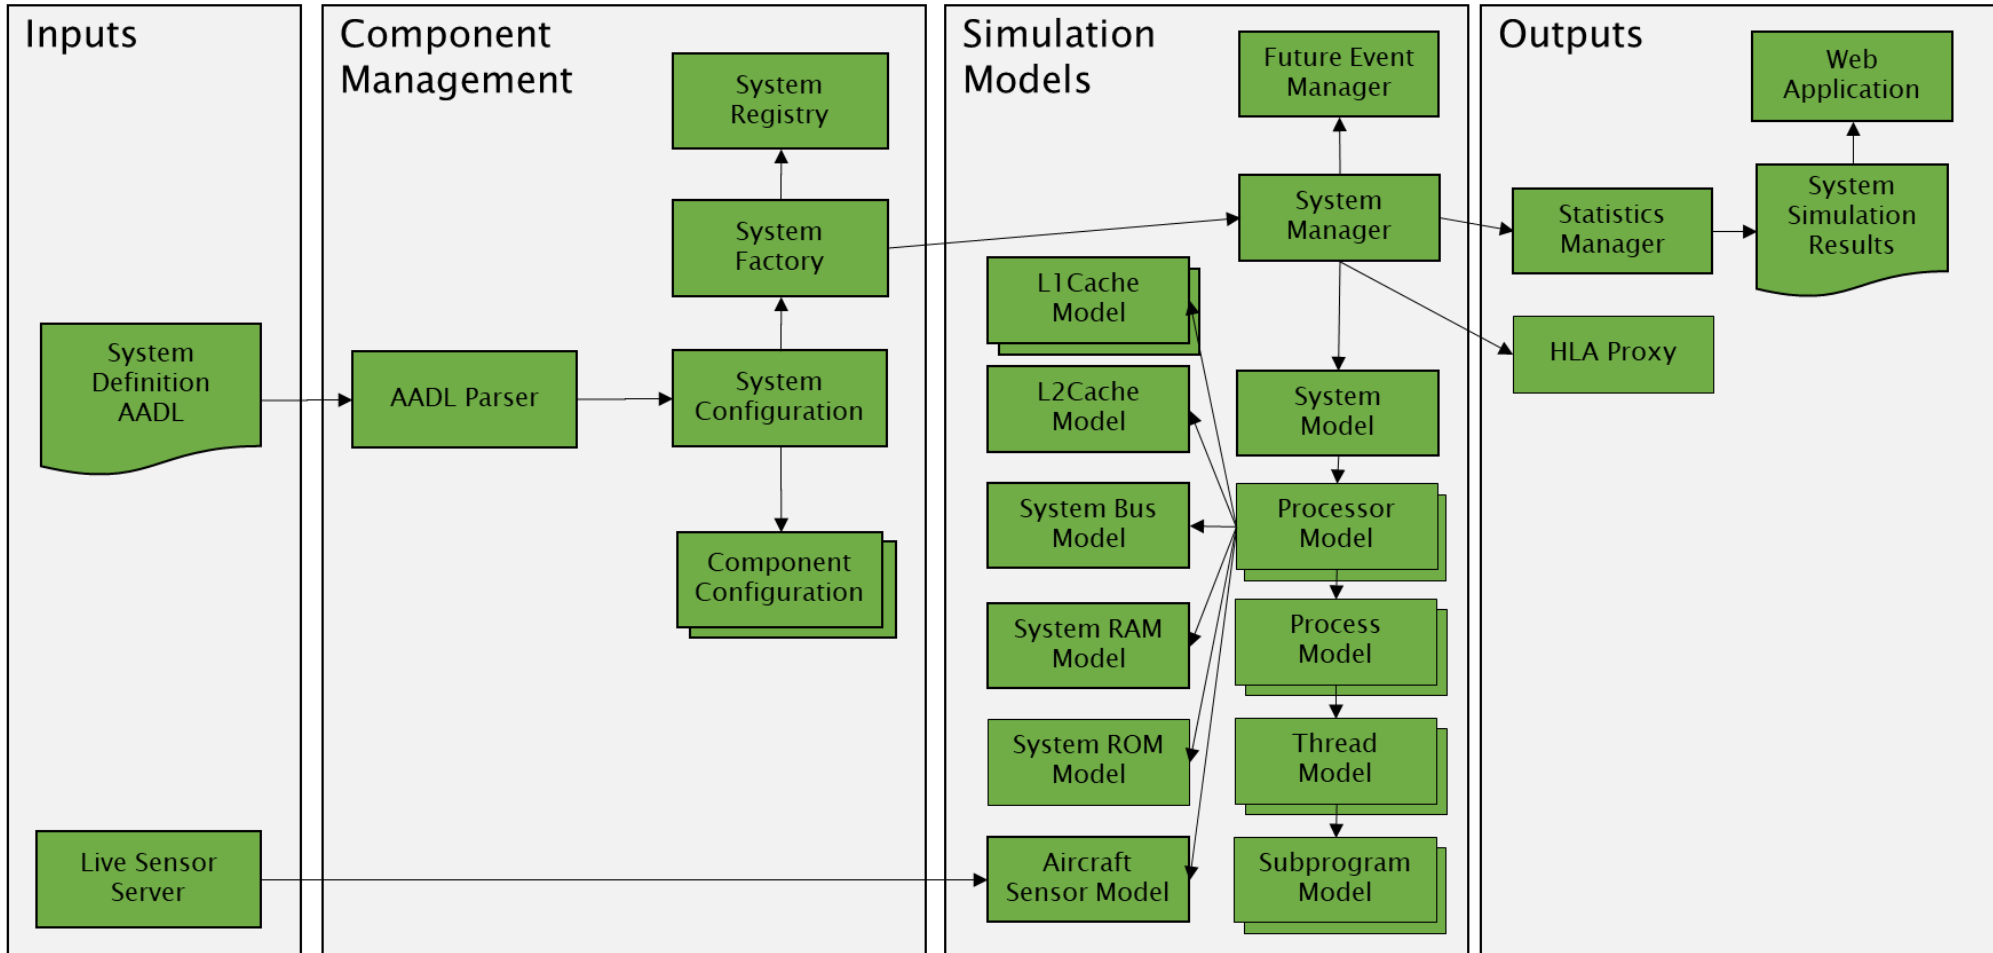 Inputs
System
Definition
AADL
Live Sensor
Server
Component
Management
System
Registry
System
Factory
AADL Parser
System
Configuration
Component
Configuration
Simulation
Models
Future Event
Manager
System
Manager
L1Cache
Model
L2Cache
Model
System
Model
System Bus
Model
Processor
Model
System RAM
Model
Process
Model
System ROM
Model
Thread
Model
Aircraft
Sensor Model
Subprogram
Model
Outputs
Web
Application
Statistics
Manager
System
Simulation
Results
HLA Proxy